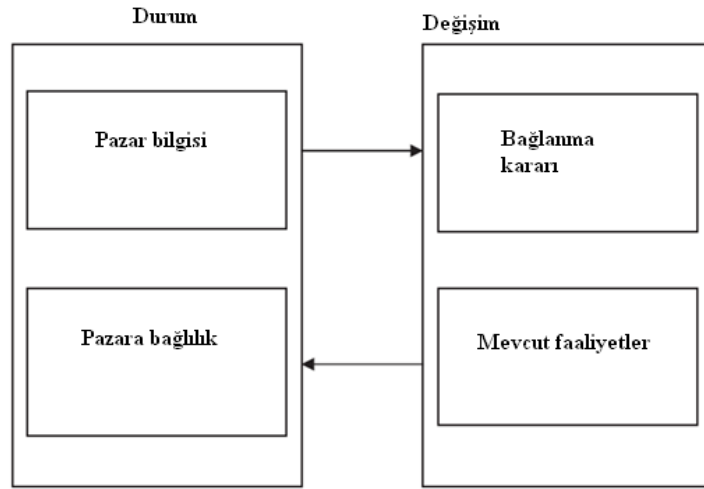 Durum
Değişim
Pazar bilgisi
Bağlanma
kararı
Pazara bağlılık
Mevcut faaliyetler